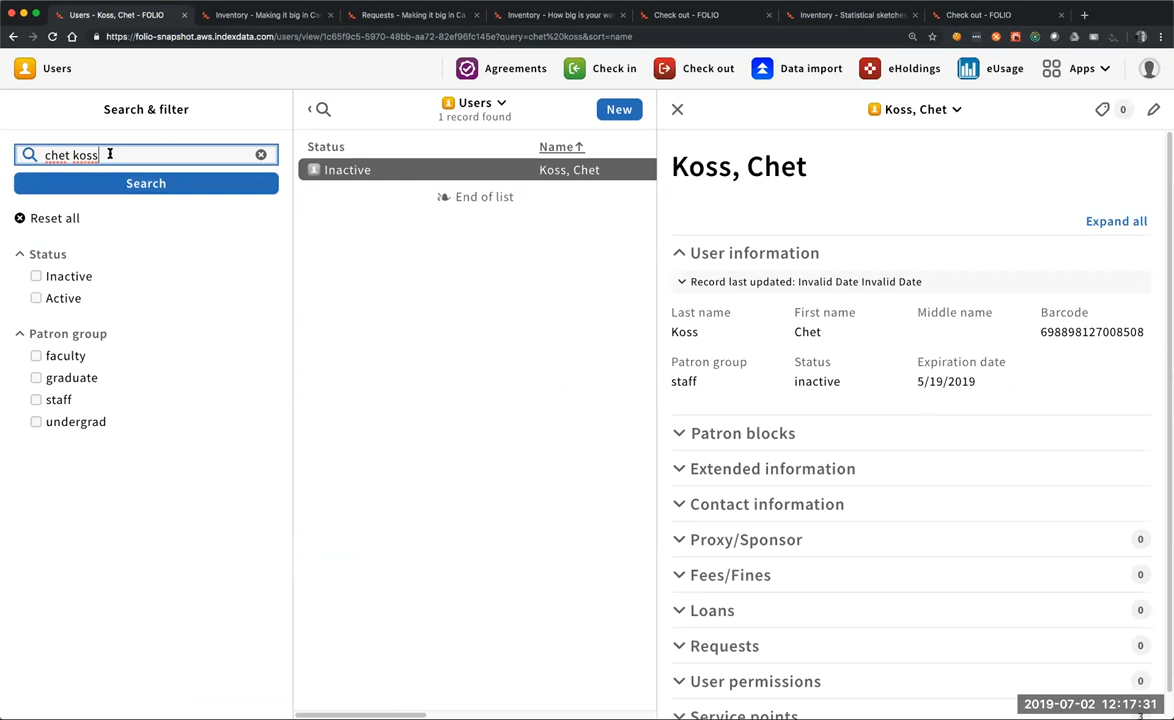 Users - Koss, Chet - FOLIO
Inventory - Making it big in Ca
Requests - Making it big in Ca
Inventory - How big is your wa
Check out - FOLIO
Inventory - Statistical sketches
Check out - FOLIO
https://folio-snapshot.aws.indexdata.com/users/view/1c65f9c5-5970-48bb-aa72-82ef96fc145e?query=chet%20koss&sort=name
Users
Agreements
Check in
Check out
Data import
eHoldings
eUsage
Apps
Search & filter
chet koss
Search
Reset all
Status
Inactive
Active
Patron group
faculty
graduate
staff
undergrad
Users
1 record found
New
Status Name↑
Inactive Koss, Chet
End of list
Koss, Chet
0
Koss, Chet
Expand all
User information
Record last updated: Invalid Date Invalid Date
Last name First name Middle name Barcode
Koss Chet 698898127008508
Patron group Status Expiration date
staff inactive 5/19/2019
Patron blocks
Extended information
Contact information
Proxy/Sponsor 0
Fees/Fines 0
Loans 0
Requests 0
User permissions 0
Service points 3
2019-07-02 12:17:31